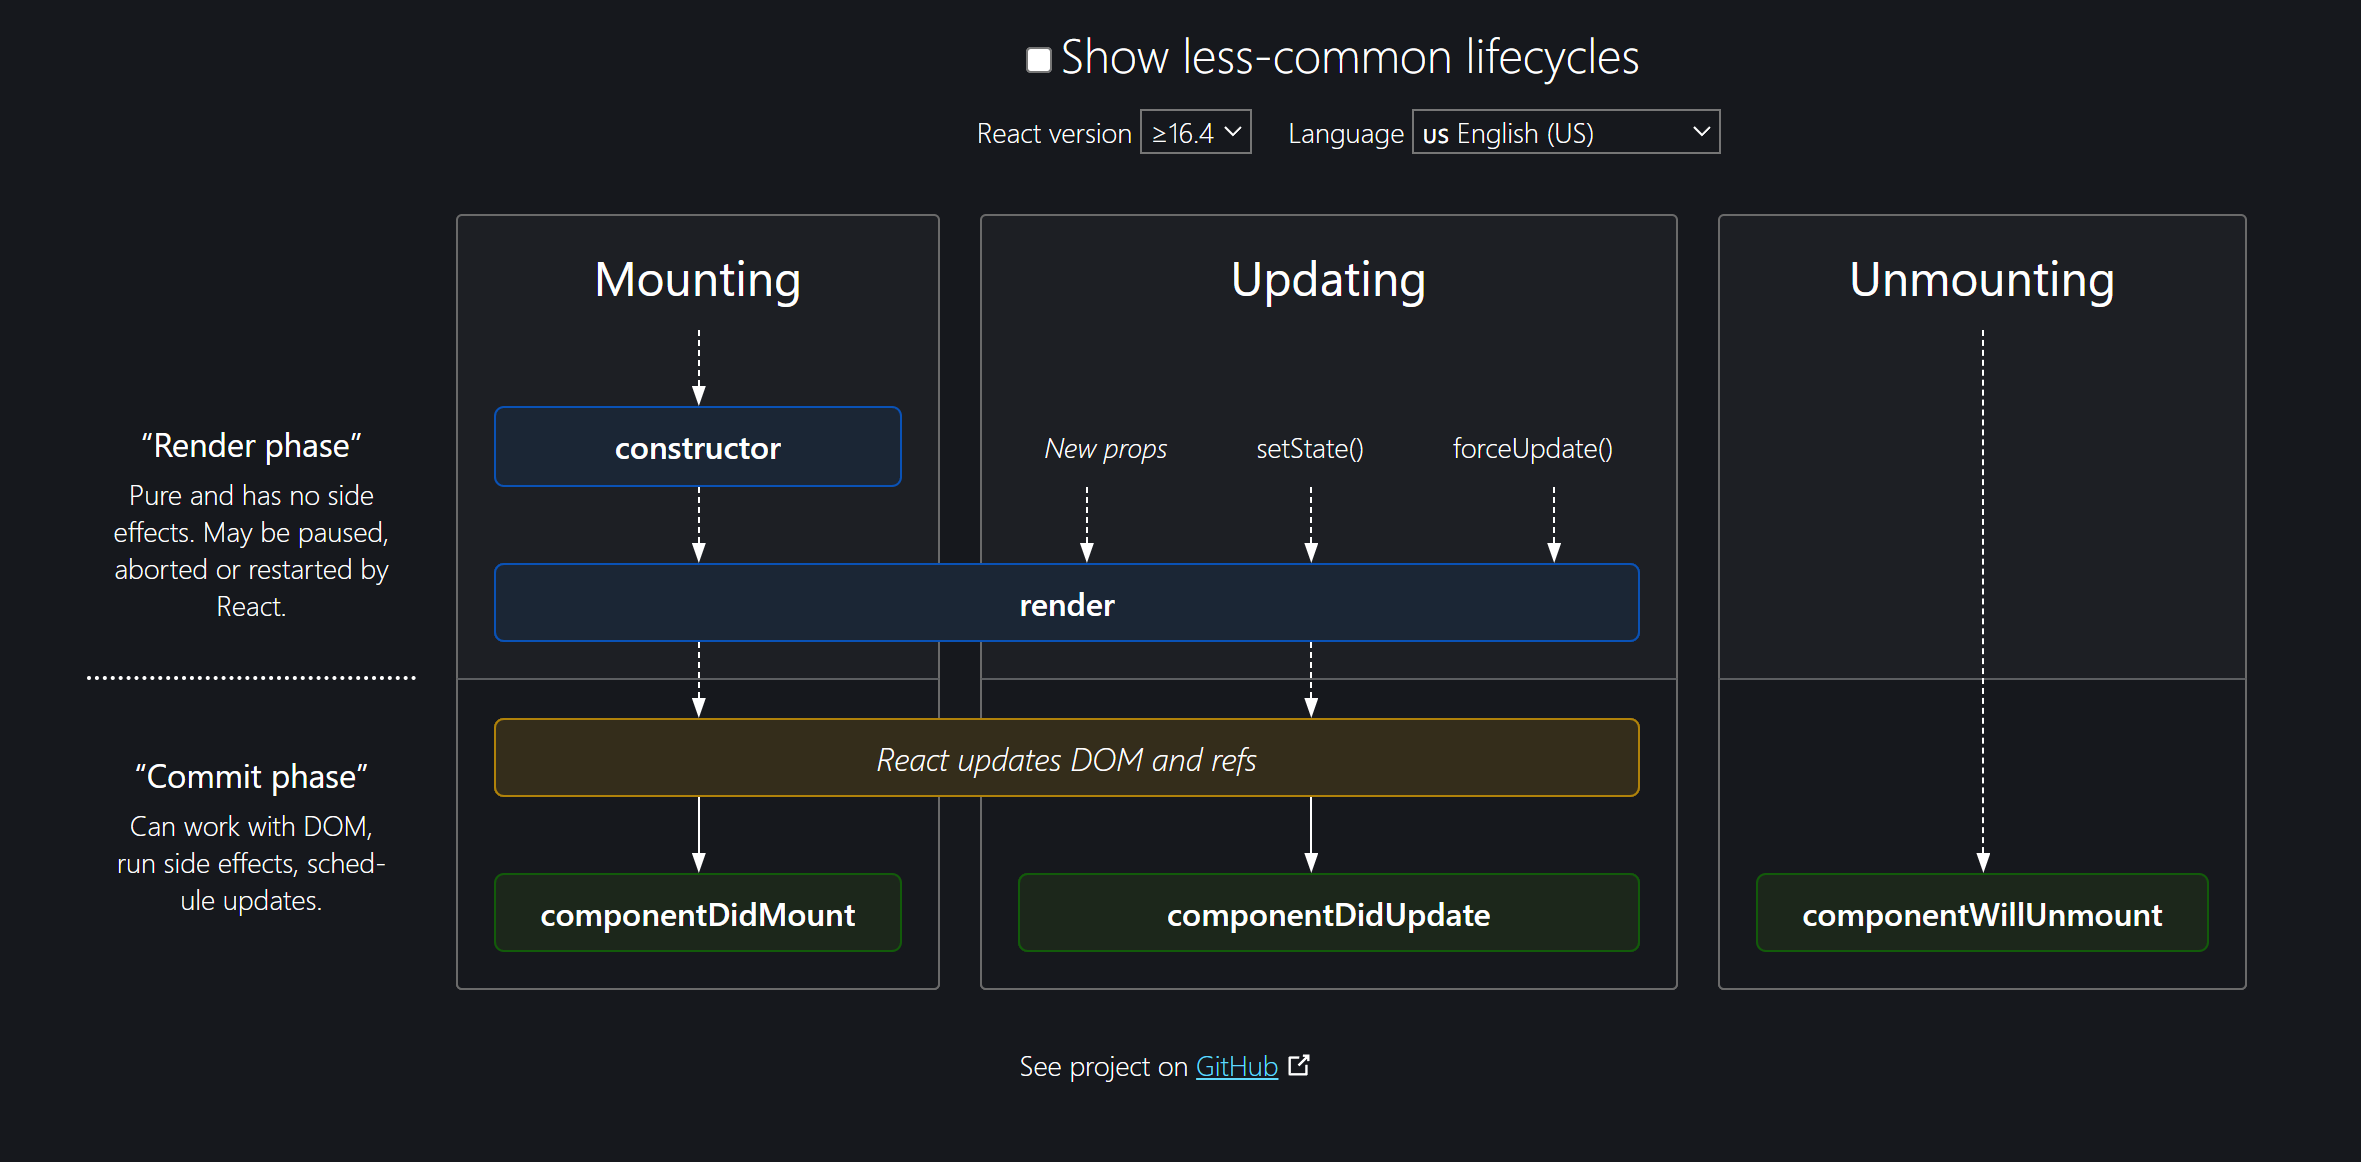 Show less-common lifecycles
React version ≥16.4 Language us English (US)
Mounting
Updating
Unmounting
“Render phase”
Pure and has no side
effects. May be paused,
aborted or restarted by
React.
constructor
New props
setState()
forceUpdate()
render
“Commit phase”
Can work with DOM,
run side effects, sched-
ule updates.
React updates DOM and refs
componentDidMount
componentDidUpdate
componentWillUnmount
See project on GitHub